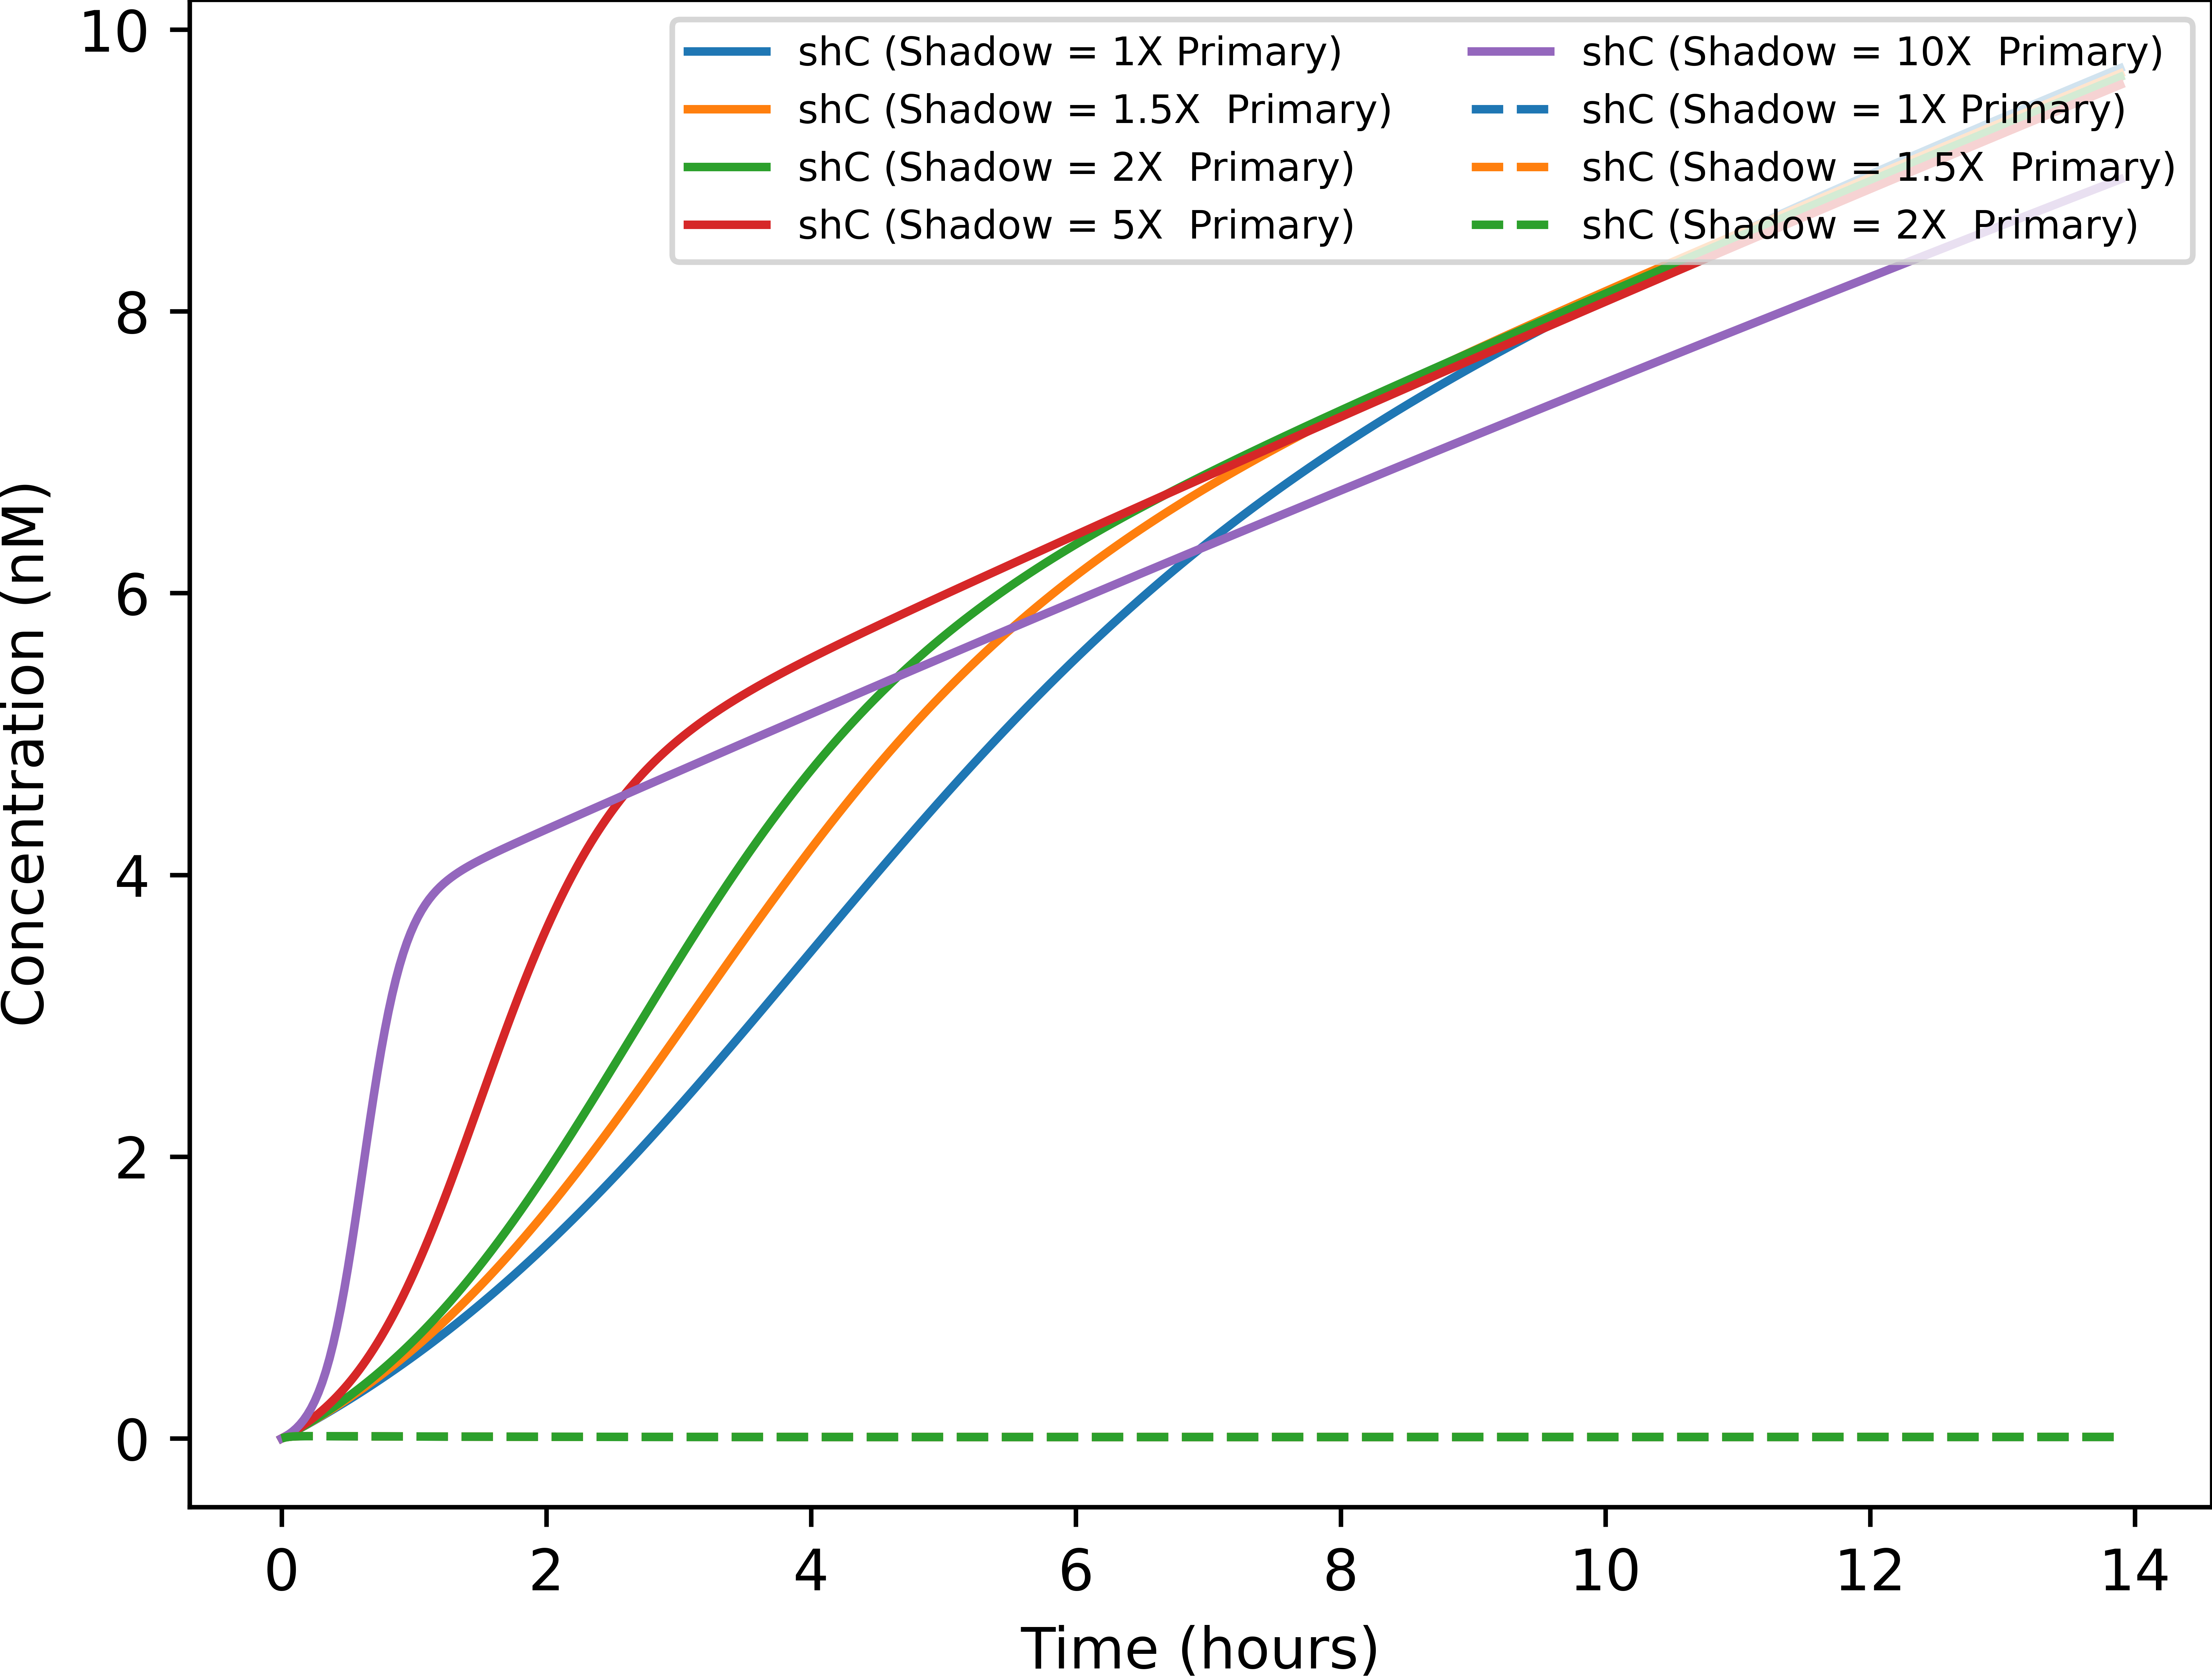 10
8
6
4
2
0
Concentration (nM)
shC (Shadow = 1X Primary)
shC (Shadow = 1.5X  Primary)
shC (Shadow = 2X  Primary)
shC (Shadow = 5X  Primary)
shC (Shadow = 10X  Primary)
shC (Shadow = 1X Primary)
shC (Shadow = 1.5X  Primary)
shC (Shadow = 2X  Primary)
0 2 4 6 8 10 12 14
Time (hours)